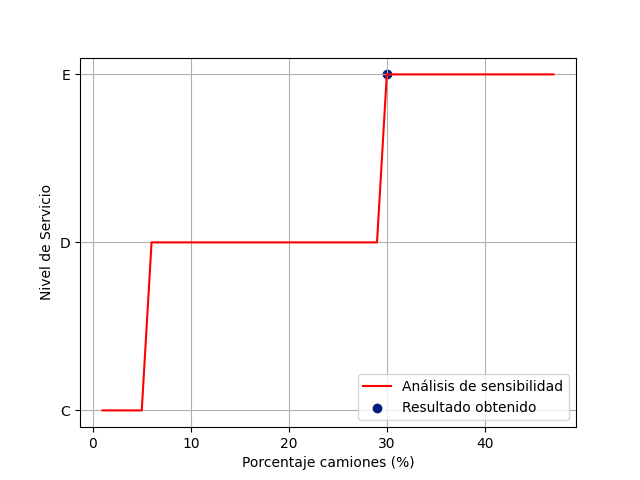 E
D
C
Nivel de Servicio
0 10 20 30 40
Porcentaje camiones (%)
Análisis de sensibilidad
Resultado obtenido